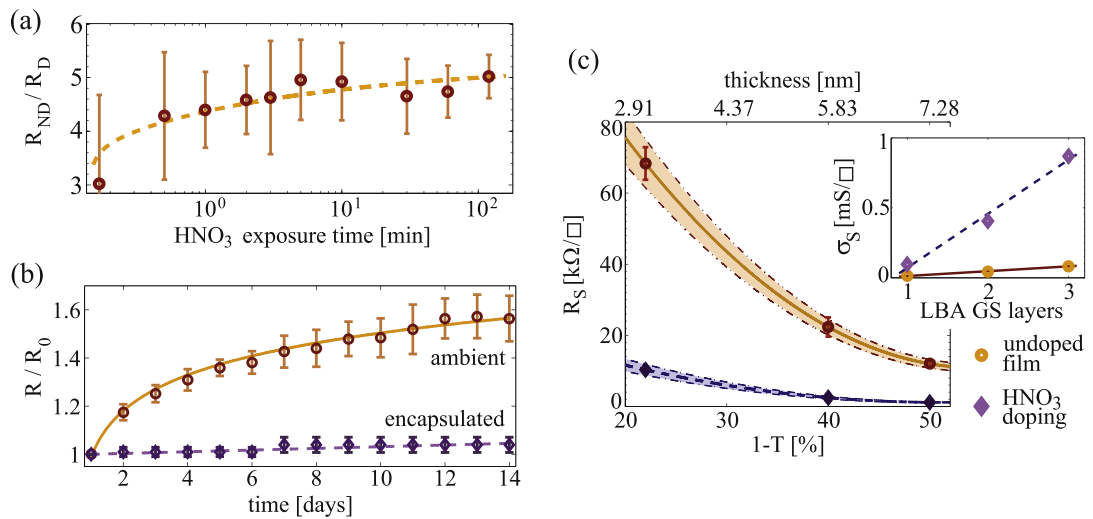 (a)
6
5
4
3
R_ND / R_D
10^0
10^1
10^2
HNO_3 exposure time [min]
(b)
1.6
1.4
1.2
1
R / R_0
ambient
encapsulated
2
4
6
8
10
12
14
time [days]
(c)
thickness [nm]
2.91
4.37
5.83
7.28
80
60
40
20
0
R_S [kΩ/□]
20
30
40
50
1-T [%]
1
0.5
0
σ_S [mS/□]
1
2
3
LBA GS layers
undoped
film
HNO_3
doping